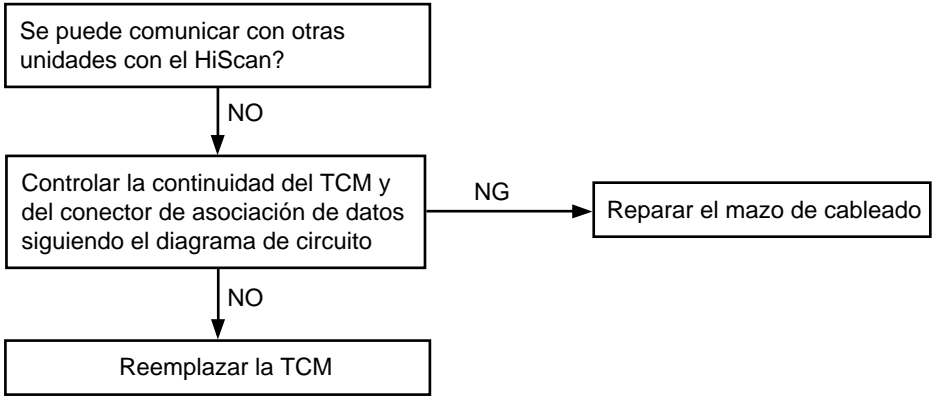 Se puede comunicar con otras
unidades con el HiScan?
NO
Controlar la continuidad del TCM y
del conector de asociación de datos
siguiendo el diagrama de circuito
NG
Reparar el mazo de cableado
NO
Reemplazar la TCM